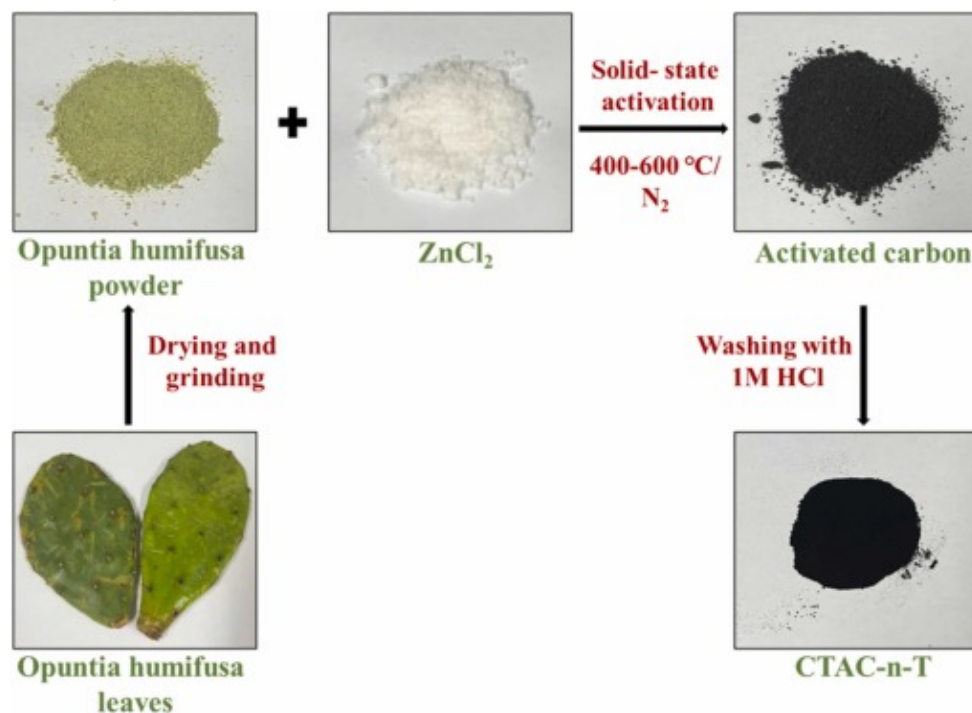 Solid- state
activation
400-600 °C/
N₂
Opuntia humifusa
powder
ZnCl₂
Activated carbon
Drying and
grinding
Washing with
1M HCl
Opuntia humifusa
leaves
CTAC-n-T